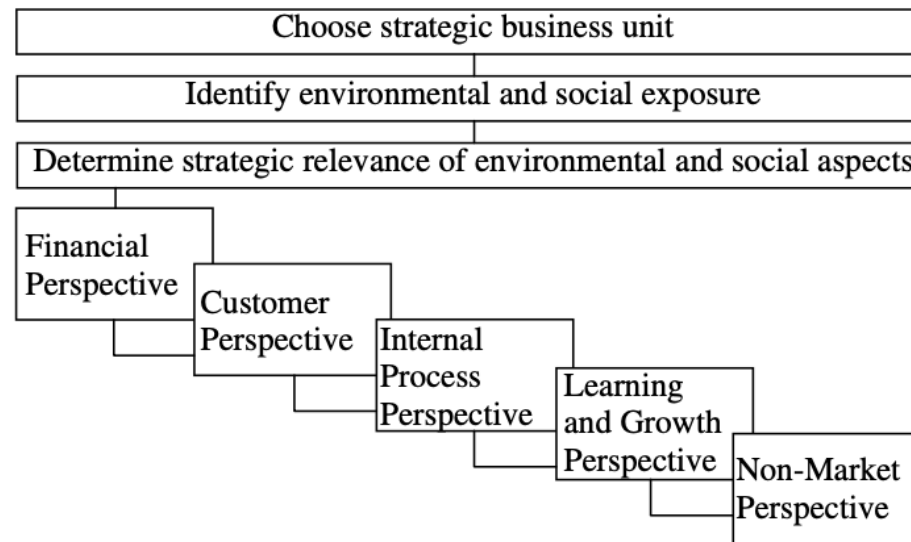 Choose strategic business unit
Identify environmental and social exposure
Determine strategic relevance of environmental and social aspects
Financial
Perspective
Customer
Perspective
Internal
Process
Perspective
Learning
and Growth
Perspective
Non-Market
Perspective